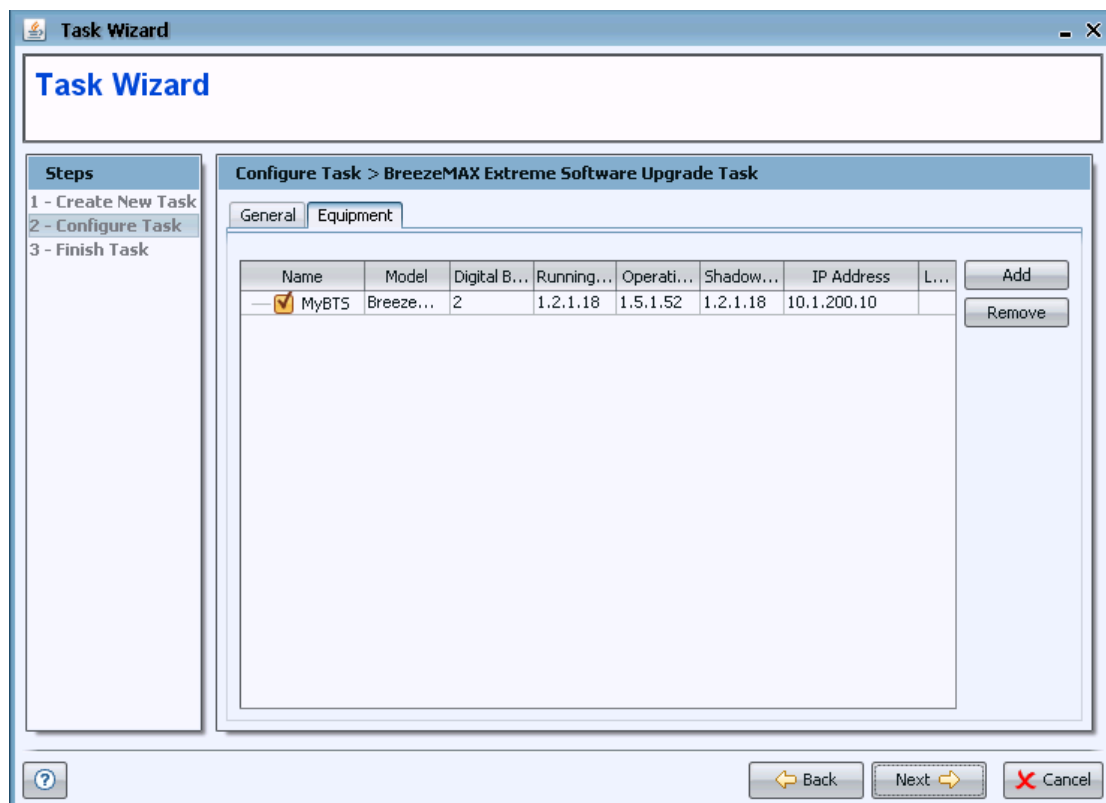 Task Wizard
Task Wizard
Steps
1 - Create New Task
2 - Configure Task
3 - Finish Task
Configure Task > BreezeMAX Extreme Software Upgrade Task
General Equipment
Name Model Digital B... Running... Operati... Shadow... IP Address L... Add
MyBTS Breeze... 2 1.2.1.18 1.5.1.52 1.2.1.18 10.1.200.10 Remove
? Back Next Cancel